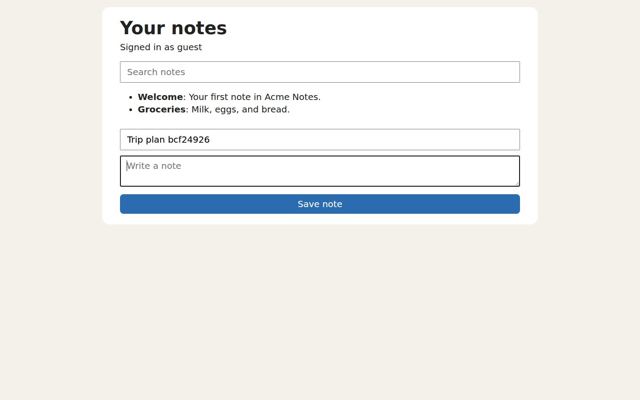 Your notes
Signed in as guest
Search notes
• Welcome: Your first note in Acme Notes.
• Groceries: Milk, eggs, and bread.
Trip plan bcf24926
Write a note
Save note